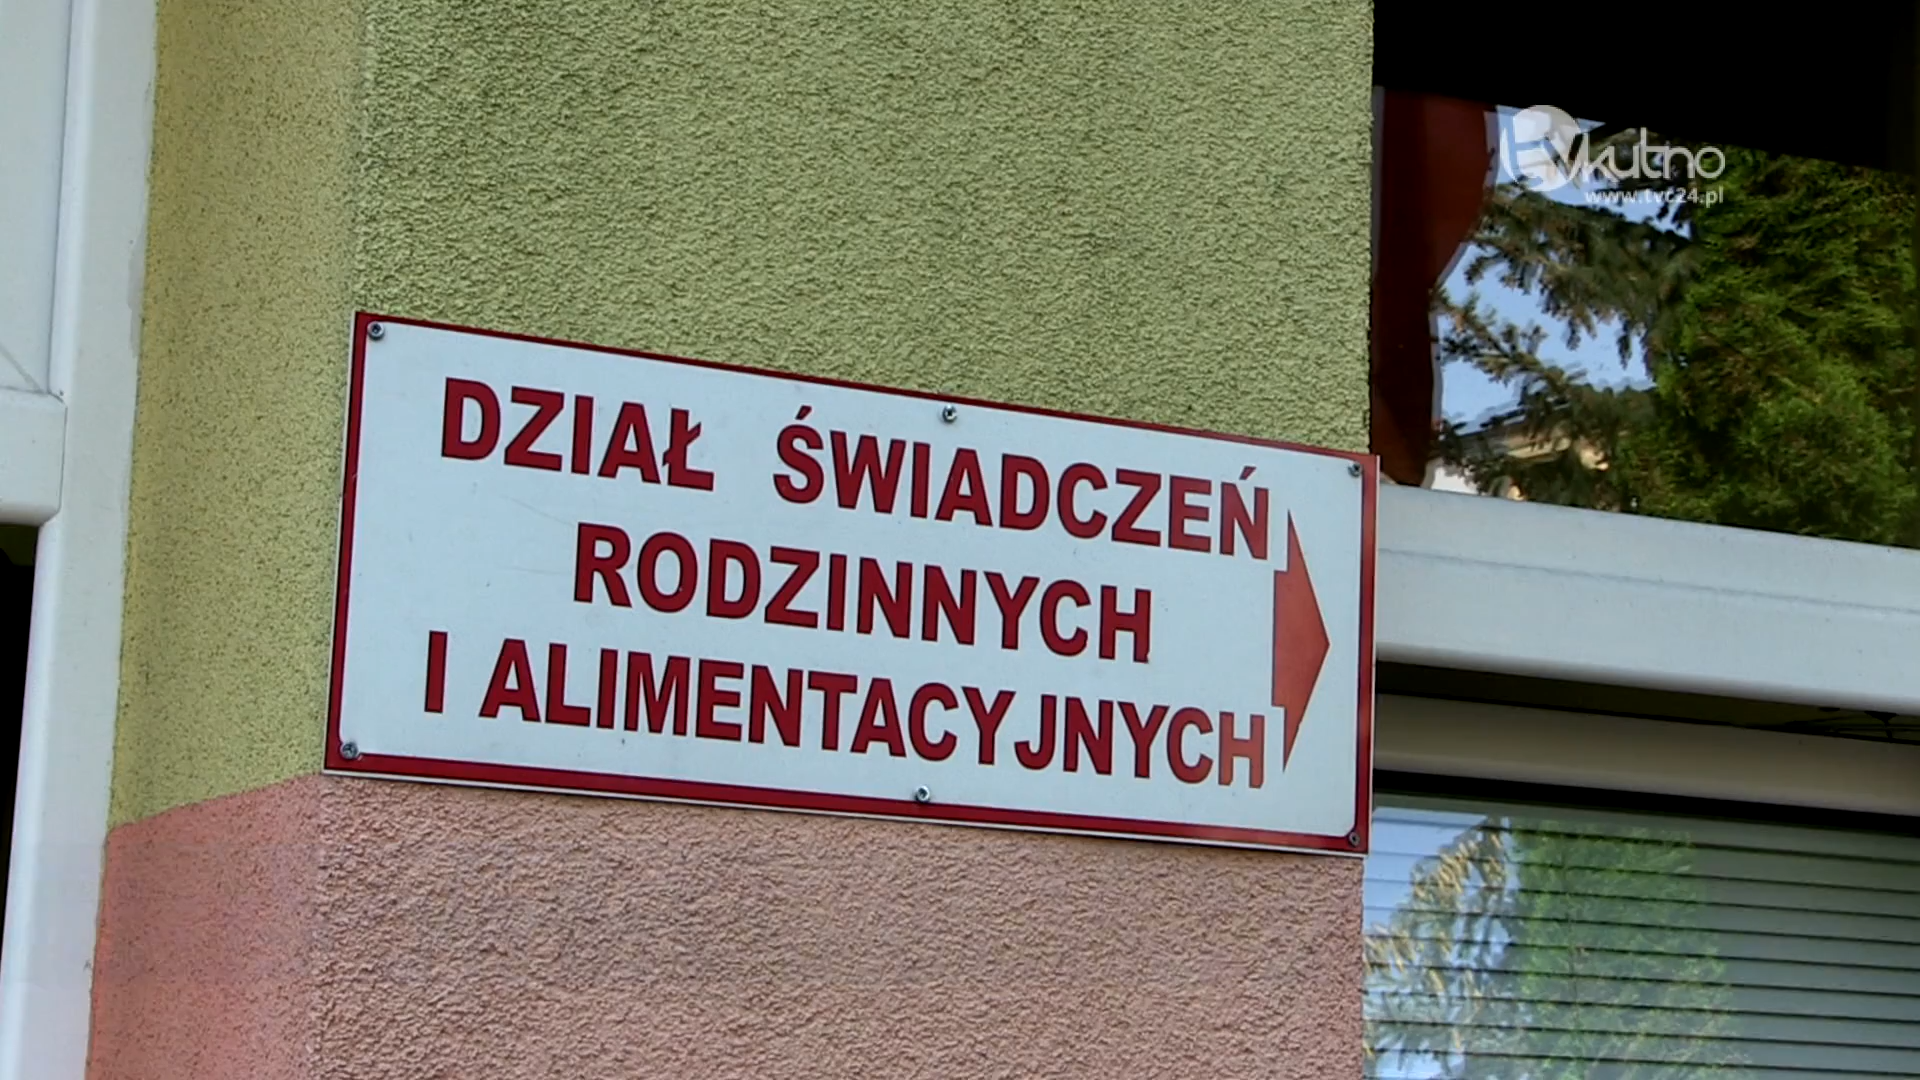 tvkutno
www.tvc24.pl
DZIAŁ ŚWIADCZEŃ
RODZINNYCH
I ALIMENTACYJNYCH